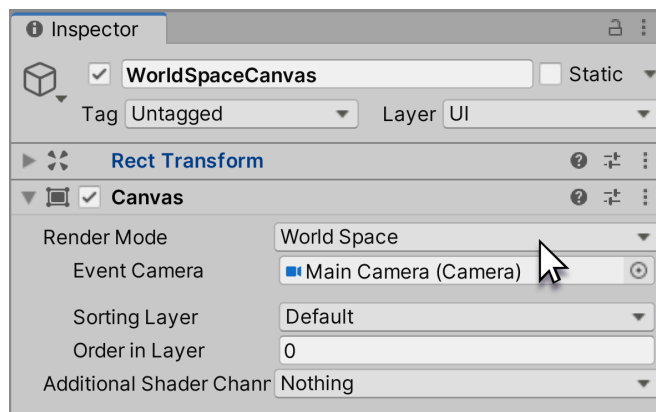 Inspector
WorldSpaceCanvas Static
Tag Untagged Layer UI
Rect Transform
Canvas
Render Mode World Space
Event Camera Main Camera (Camera)
Sorting Layer Default
Order in Layer 0
Additional Shader Chanr Nothing